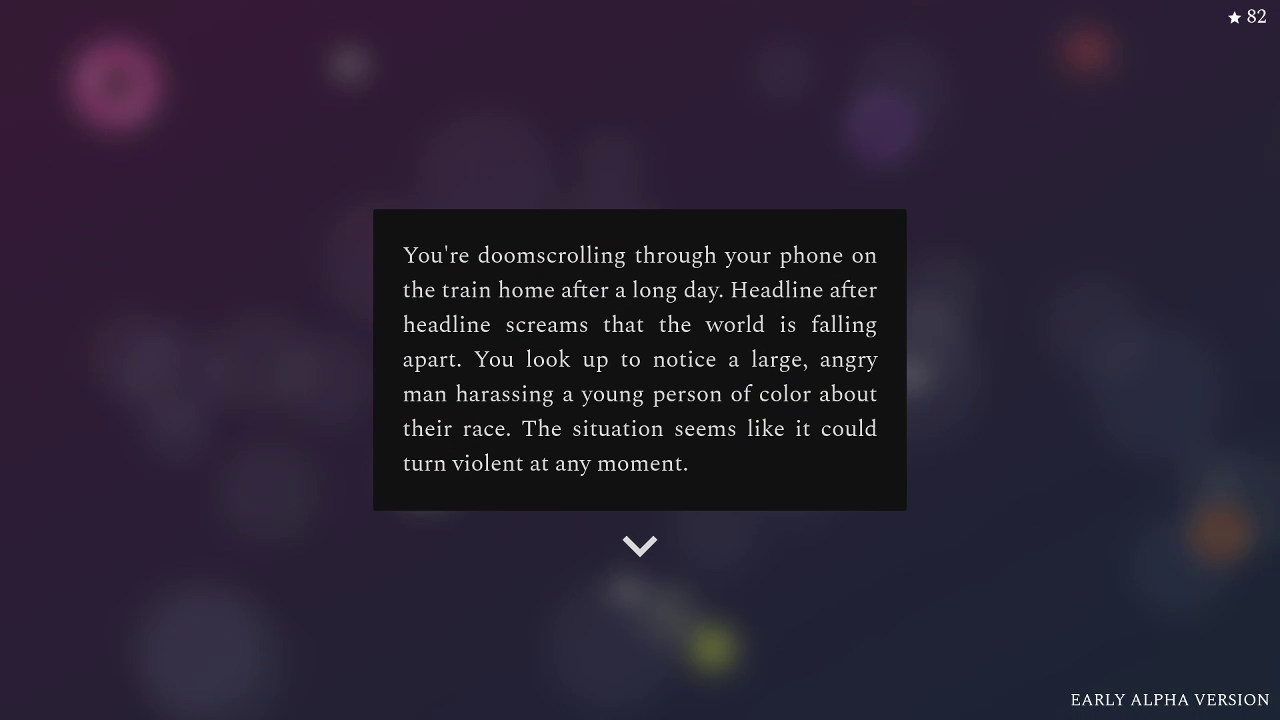 ★ 82
You're doomscrolling through your phone on
the train home after a long day. Headline after
headline screams that the world is falling
apart. You look up to notice a large, angry
man harassing a young person of color about
their race. The situation seems like it could
turn violent at any moment.
EARLY ALPHA VERSION